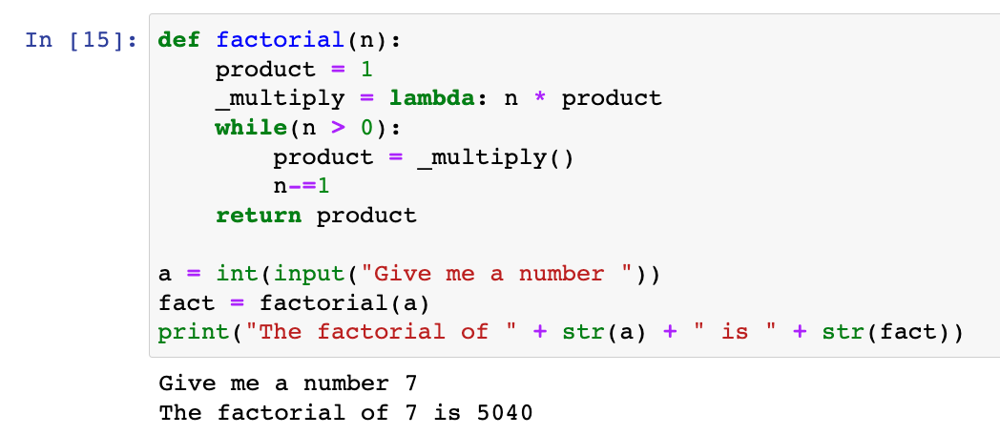 In [15]: def factorial(n):
    product = 1
    _multiply = lambda: n * product
    while(n > 0):
        product = _multiply()
        n-=1
    return product

a = int(input("Give me a number "))
fact = factorial(a)
print("The factorial of " + str(a) + " is " + str(fact))
Give me a number 7
The factorial of 7 is 5040